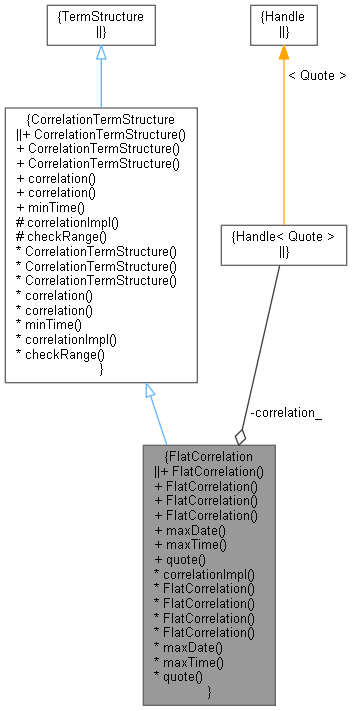 {TermStructure
||}
{Handle
||}
< Quote >
{CorrelationTermStructure
||+ CorrelationTermStructure()
+ CorrelationTermStructure()
+ CorrelationTermStructure()
+ correlation()
+ correlation()
+ minTime()
# correlationImpl()
# checkRange()
* CorrelationTermStructure()
* CorrelationTermStructure()
* CorrelationTermStructure()
* correlation()
* correlation()
* minTime()
* correlationImpl()
* checkRange()
}
{Handle< Quote >
||}
-correlation_
{FlatCorrelation
||+ FlatCorrelation()
+ FlatCorrelation()
+ FlatCorrelation()
+ FlatCorrelation()
+ maxDate()
+ maxTime()
+ quote()
* correlationImpl()
* FlatCorrelation()
* FlatCorrelation()
* FlatCorrelation()
* FlatCorrelation()
* maxDate()
* maxTime()
* quote()
}